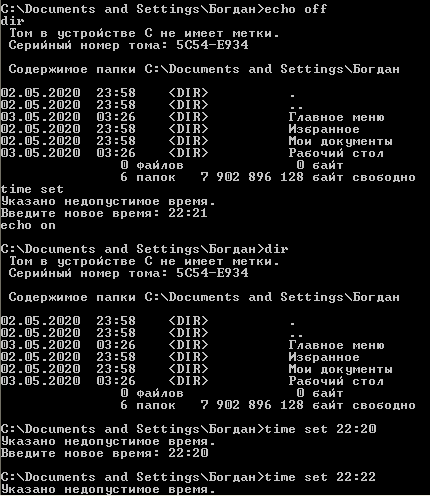 C:\Documents and Settings\Богдан>echo off
dir
Том в устройстве C не имеет метки.
Серийный номер тома: 5C54-E934
Содержимое папки C:\Documents and Settings\Богдан
02.05.2020  23:58    <DIR>          .
02.05.2020  23:58    <DIR>          ..
03.05.2020  03:26    <DIR>          Главное меню
02.05.2020  23:58    <DIR>          Избранное
02.05.2020  23:58    <DIR>          Мои документы
03.05.2020  03:26    <DIR>          Рабочий стол
0 файлов              0 байт
6 папок   7 902 896 128 байт свободно
time set
Указано недопустимое время.
Введите новое время: 22:21
echo on
C:\Documents and Settings\Богдан>dir
Том в устройстве C не имеет метки.
Серийный номер тома: 5C54-E934
Содержимое папки C:\Documents and Settings\Богдан
02.05.2020  23:58    <DIR>          .
02.05.2020  23:58    <DIR>          ..
03.05.2020  03:26    <DIR>          Главное меню
02.05.2020  23:58    <DIR>          Избранное
02.05.2020  23:58    <DIR>          Мои документы
03.05.2020  03:26    <DIR>          Рабочий стол
0 файлов              0 байт
6 папок   7 902 896 128 байт свободно
C:\Documents and Settings\Богдан>time set 22:20
Указано недопустимое время.
Введите новое время: 22:20
C:\Documents and Settings\Богдан>time set 22:22
Указано недопустимое время.